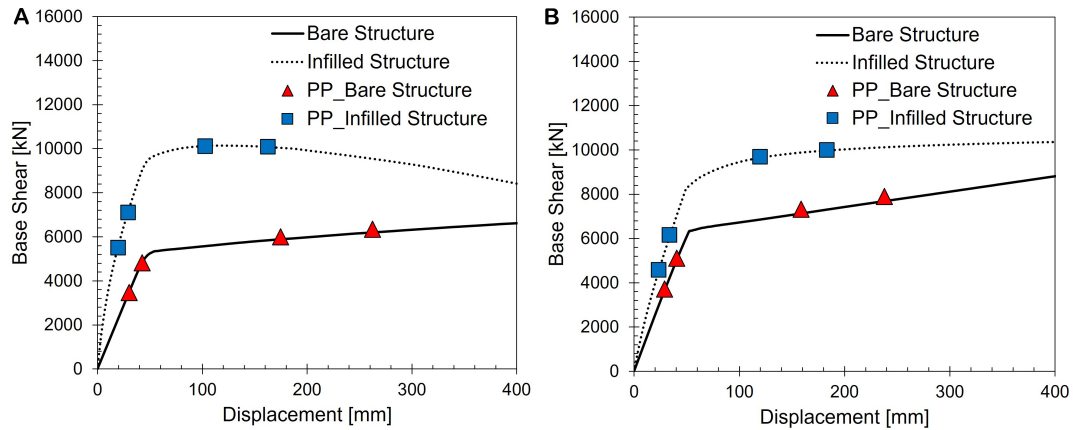 A
16000
14000
12000
10000
8000
6000
4000
2000
0
0 100 200 300 400
Base Shear [kN]
Displacement [mm]
Bare Structure
Infilled Structure
PP_Bare Structure
PP_Infilled Structure
B
16000
14000
12000
10000
8000
6000
4000
2000
0
0 100 200 300 400
Base Shear [kN]
Displacement [mm]
Bare Structure
Infilled Structure
PP_Bare Structure
PP_Infilled Structure